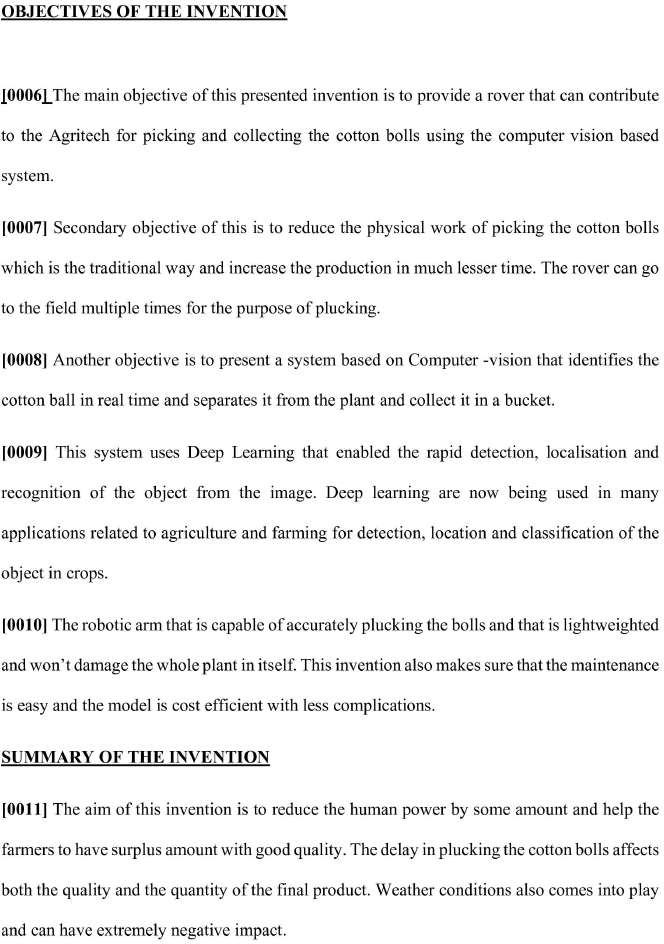 OBJECTIVES OF THE INVENTION
[0006] The main objective of this presented invention is to provide a rover that can contribute
to the Agritech for picking and collecting the cotton bolls using the computer vision based
system.
[0007] Secondary objective of this is to reduce the physical work of picking the cotton bolls
which is the traditional way and increase the production in much lesser time. The rover can go
to the field multiple times for the purpose of plucking.
[0008] Another objective is to present a system based on Computer -vision that identifies the
cotton ball in real time and separates it from the plant and collect it in a bucket.
[0009] This system uses Deep Learning that enabled the rapid detection, localisation and
recognition of the object from the image. Deep learning are now being used in many
applications related to agriculture and farming for detection, location and classification of the
object in crops.
[0010] The robotic arm that is capable of accurately plucking the bolls and that is lightweighted
and won't damage the whole plant in itself. This invention also makes sure that the maintenance
is easy and the model is cost efficient with less complications.
SUMMARY OF THE INVENTION
[0011] The aim of this invention is to reduce the human power by some amount and help the
farmers to have surplus amount with good quality. The delay in plucking the cotton bolls affects
both the quality and the quantity of the final product. Weather conditions also comes into play
and can have extremely negative impact.